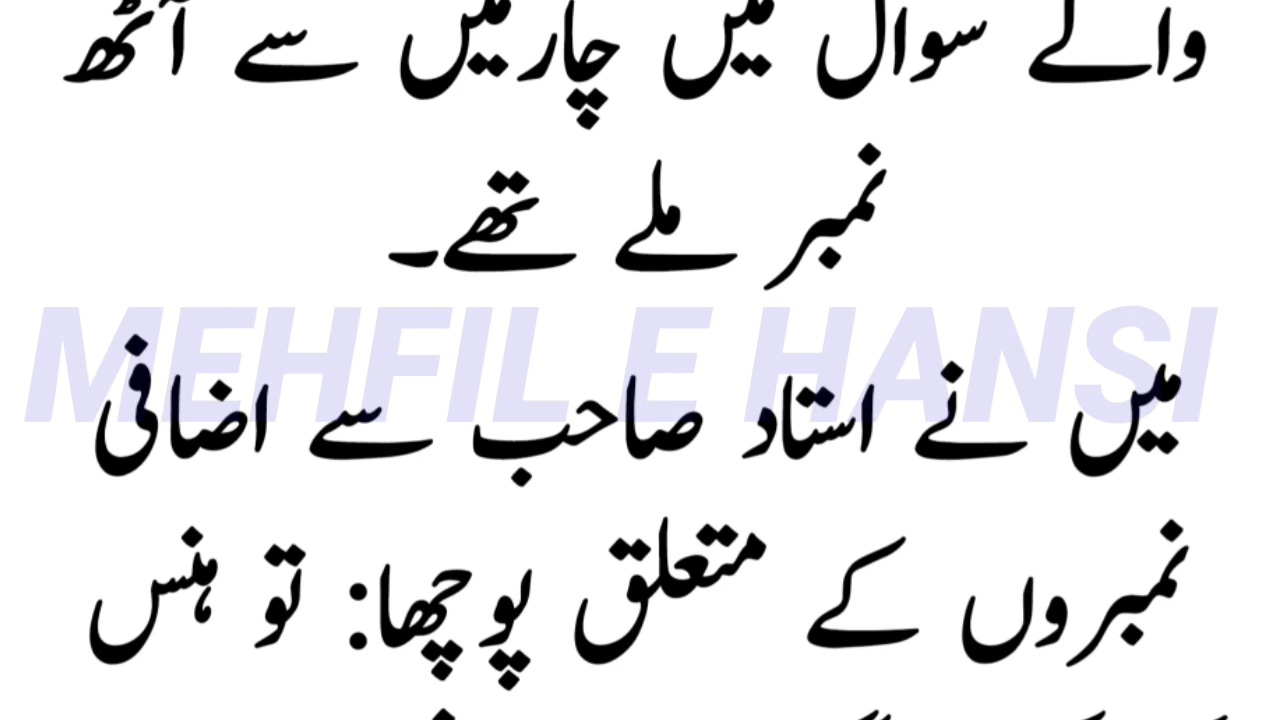 والے سوال میں چار میں سے آٹھ
نمبر ملے تھے۔
MEHFIL E HANSI
میں نے استاد صاحب سے اضافی
نمبروں کے متعلق پوچھا: تو ہنس